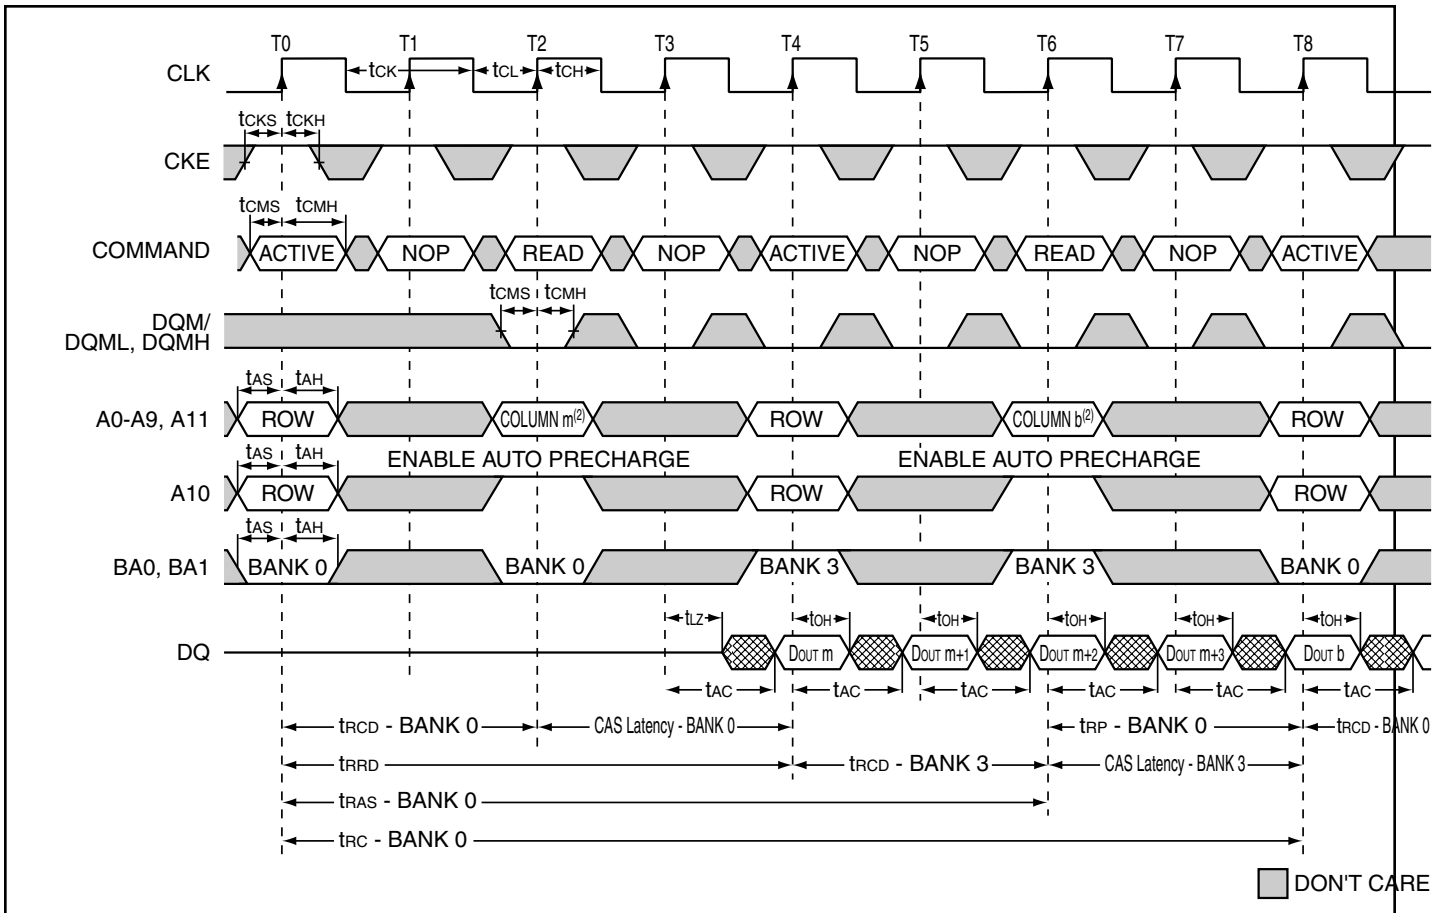 T0 T1 T2 T3 T4 T5 T6 T7 T8
CLK tCK tCL tCH
tCKS tCKH
CKE
tCMS tCMH
COMMAND ACTIVE NOP READ NOP ACTIVE NOP READ NOP ACTIVE
tCMS tCMH
DQM/
DQML, DQMH
tAS tAH
A0-A9, A11 ROW COLUMN m(2) ROW COLUMN b(2) ROW
tAS tAH ENABLE AUTO PRECHARGE ENABLE AUTO PRECHARGE
A10 ROW ROW ROW
tAS tAH
BA0, BA1 BANK 0 BANK 0 BANK 3 BANK 3 BANK 0
tLZ tOH tOH tOH tOH tOH
DQ DOUT m DOUT m+1 DOUT m+2 DOUT m+3 DOUT b
tAC tAC tAC tAC tAC tAC
tRCD - BANK 0 CAS Latency - BANK 0 tRP - BANK 0 tRCD - BANK 0
tRRD tRCD - BANK 3 CAS Latency - BANK 3
tRAS - BANK 0
tRC - BANK 0
DON'T CARE